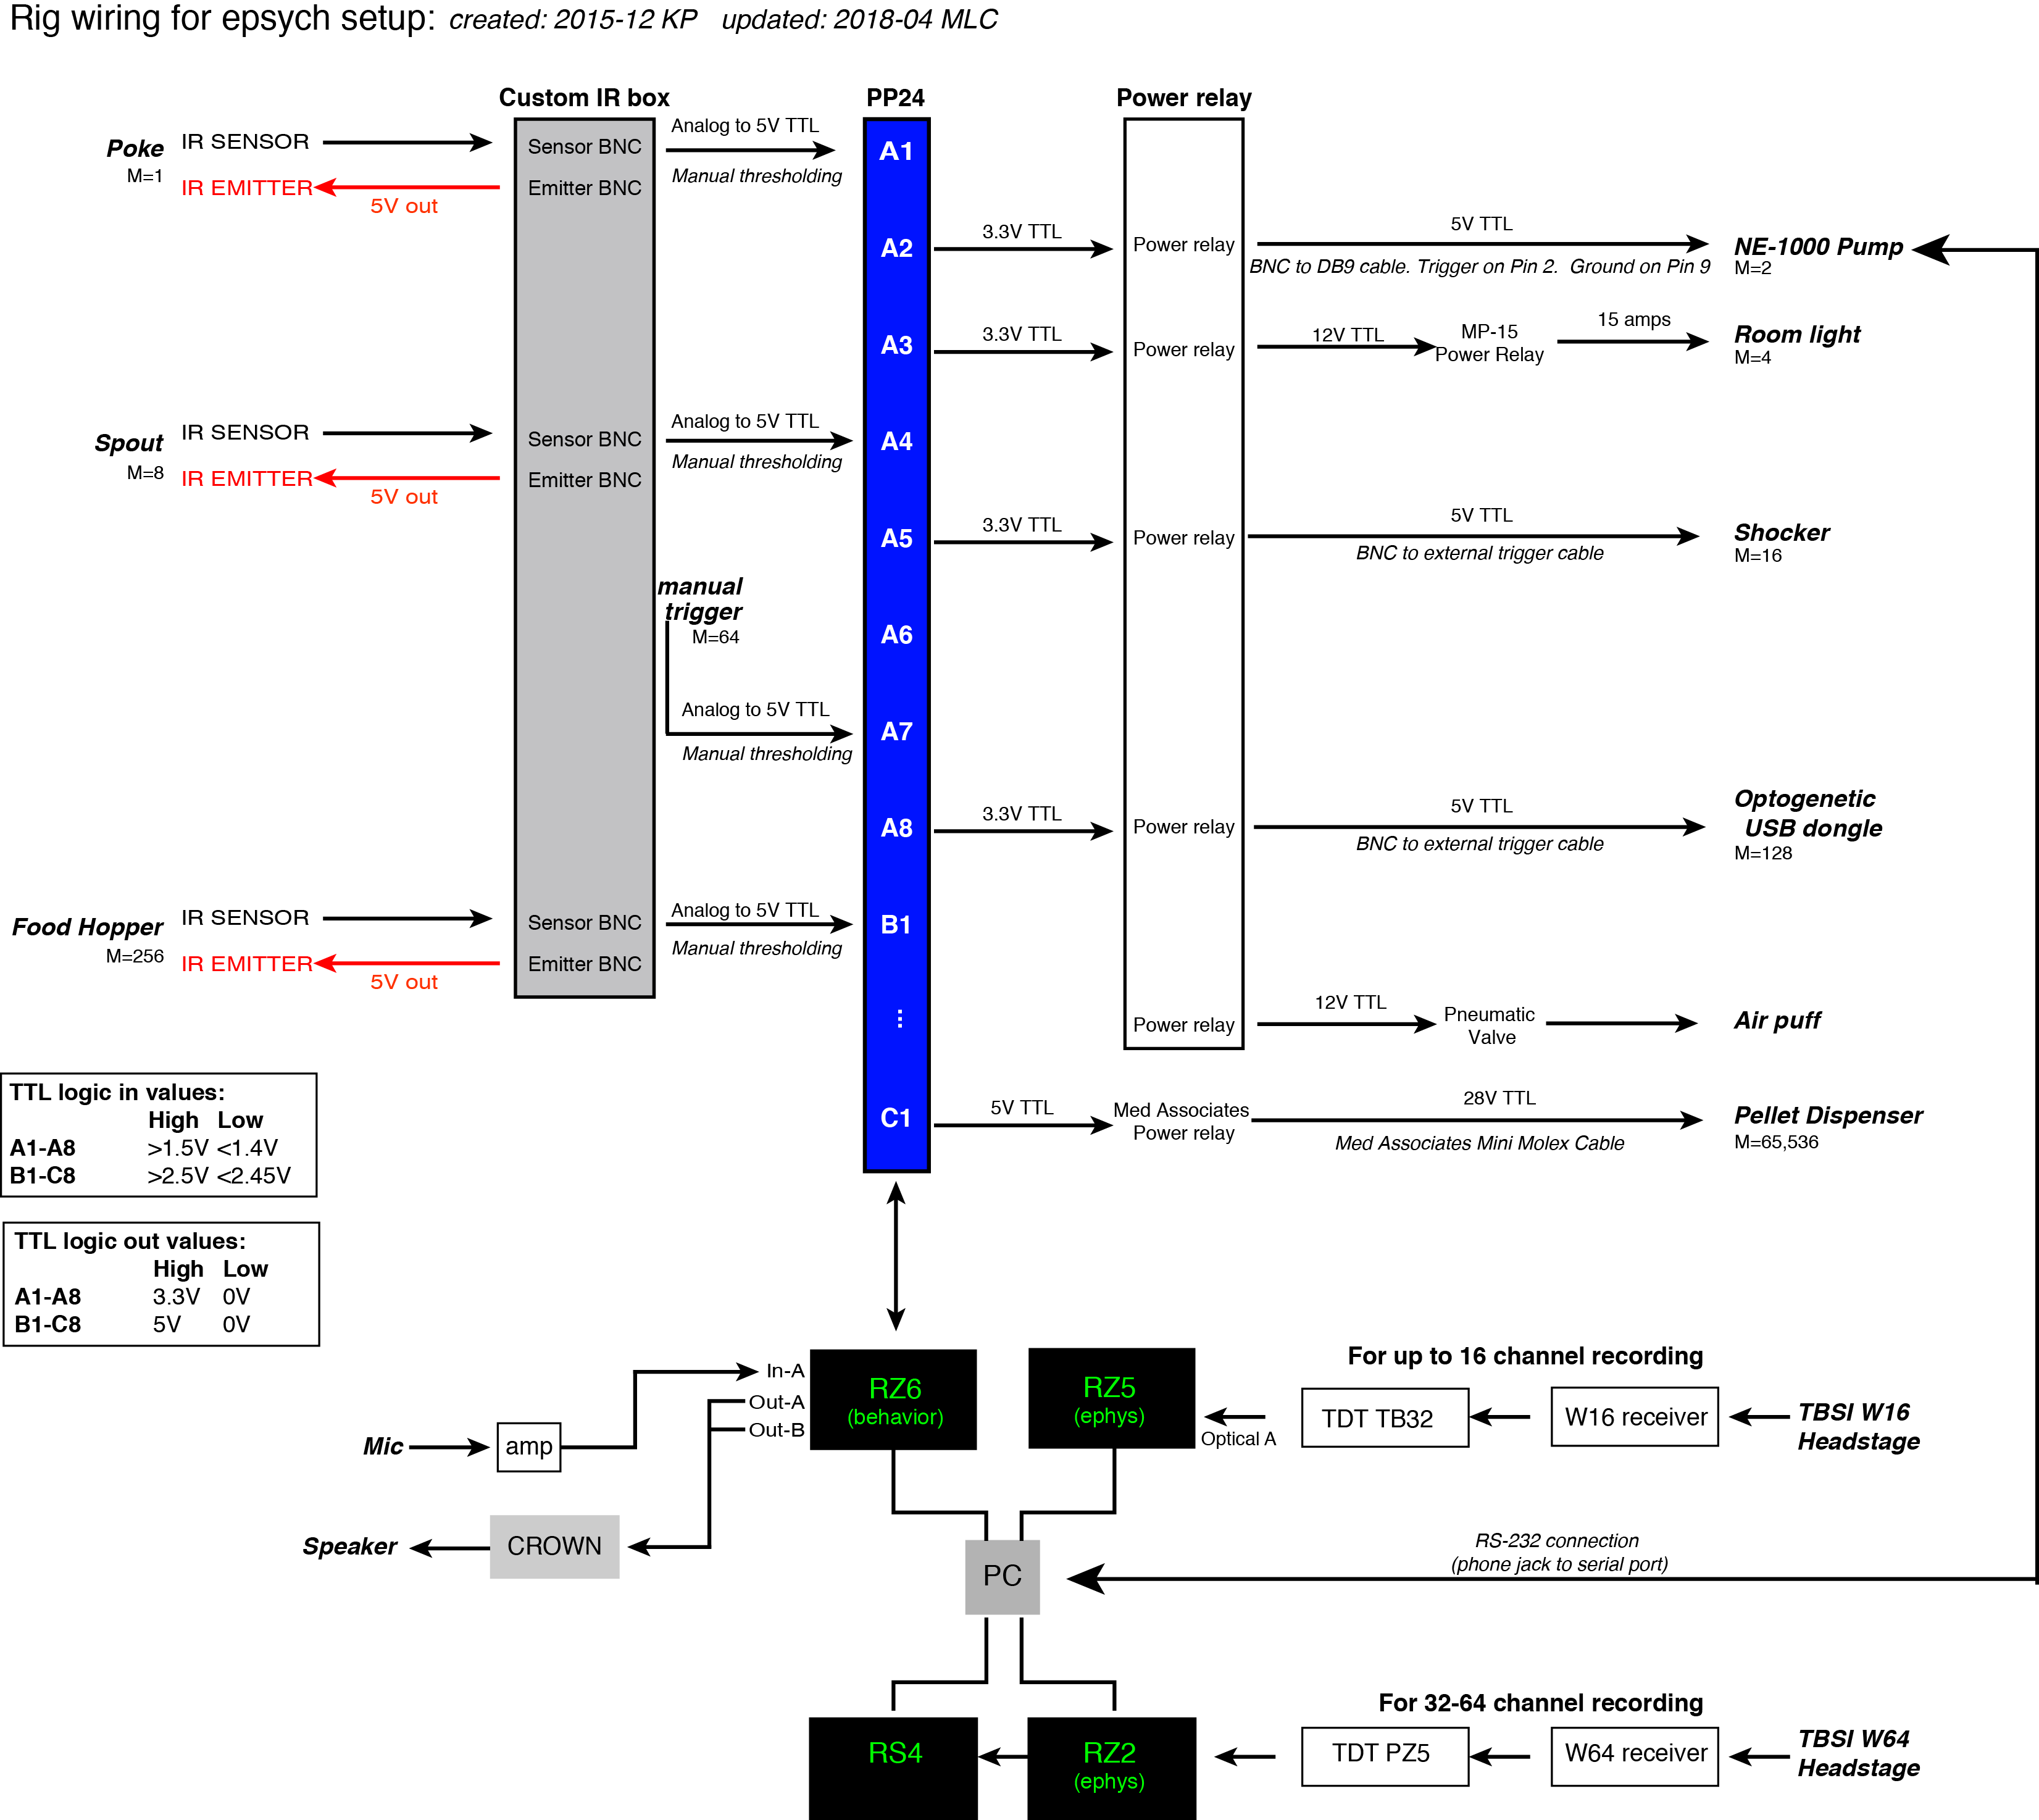 Rig wiring for epsych setup: created: 2015-12 KP updated: 2018-04 MLC
Custom IR box
PP24
Power relay
Poke
M=1
IR SENSOR
IR EMITTER
5V out
Sensor BNC
Emitter BNC
Analog to 5V TTL
Manual thresholding
A1
A2
3.3V TTL
Power relay
5V TTL
BNC to DB9 cable. Trigger on Pin 2. Ground on Pin 9
NE-1000 Pump
M=2
A3
3.3V TTL
Power relay
12V TTL
MP-15
Power Relay
15 amps
Room light
M=4
Spout
M=8
IR SENSOR
IR EMITTER
5V out
Sensor BNC
Emitter BNC
Analog to 5V TTL
Manual thresholding
A4
A5
3.3V TTL
Power relay
5V TTL
BNC to external trigger cable
Shocker
M=16
manual
trigger
M=64
A6
Analog to 5V TTL
Manual thresholding
A7
A8
3.3V TTL
Power relay
5V TTL
BNC to external trigger cable
Optogenetic
USB dongle
M=128
Food Hopper
M=256
IR SENSOR
IR EMITTER
5V out
Sensor BNC
Emitter BNC
Analog to 5V TTL
Manual thresholding
B1
...
Power relay
12V TTL
Pneumatic
Valve
Air puff
C1
5V TTL
Med Associates
Power relay
28V TTL
Med Associates Mini Molex Cable
Pellet Dispenser
M=65,536
TTL logic in values:
High Low
A1-A8 >1.5V <1.4V
B1-C8 >2.5V <2.45V
TTL logic out values:
High Low
A1-A8 3.3V 0V
B1-C8 5V 0V
Mic
amp
In-A
Out-A
Out-B
RZ6
(behavior)
RZ5
(ephys)
Optical A
For up to 16 channel recording
TDT TB32
W16 receiver
TBSI W16
Headstage
Speaker
CROWN
PC
RS-232 connection
(phone jack to serial port)
RS4
RZ2
(ephys)
For 32-64 channel recording
TDT PZ5
W64 receiver
TBSI W64
Headstage